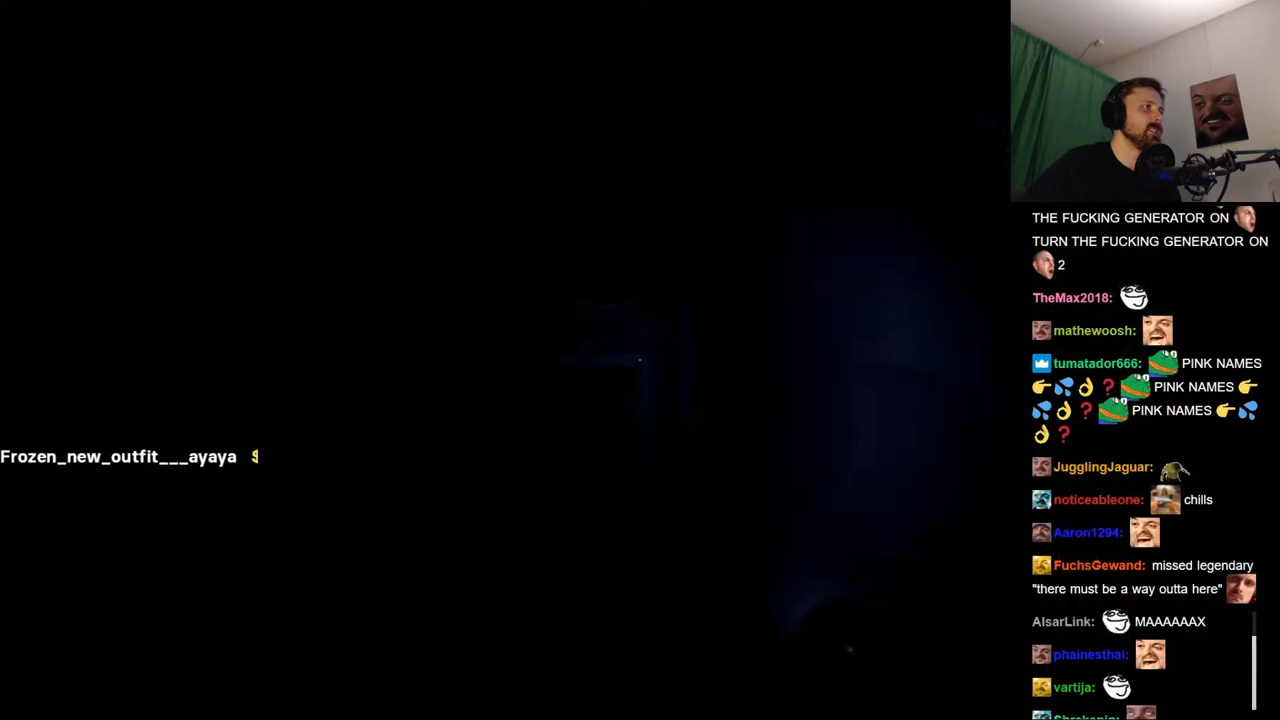 THE FUCKING GENERATOR ON
TURN THE FUCKING GENERATOR ON
2
TheMax2018:
mathewoosh:
tumatador666: PINK NAMES
PINK NAMES
PINK NAMES
Frozen_new_outfit___ayaya $
JugglingJaguar:
noticeableone: chills
Aaron1294:
FuchsGewand: missed legendary
"there must be a way outta here"
AlsarLink: MAAAAAAX
phainesthai:
vartija: